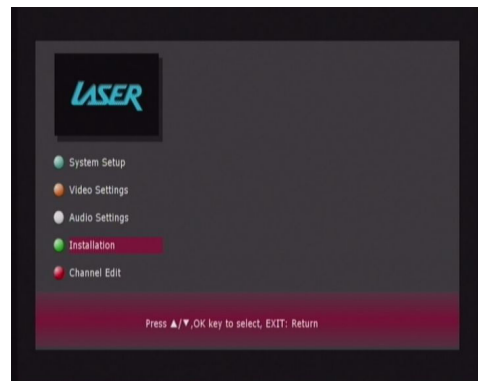 LASER
System Setup
Video Settings
Audio Settings
Installation
Channel Edit
Press ▲/▼,OK key to select, EXIT: Return